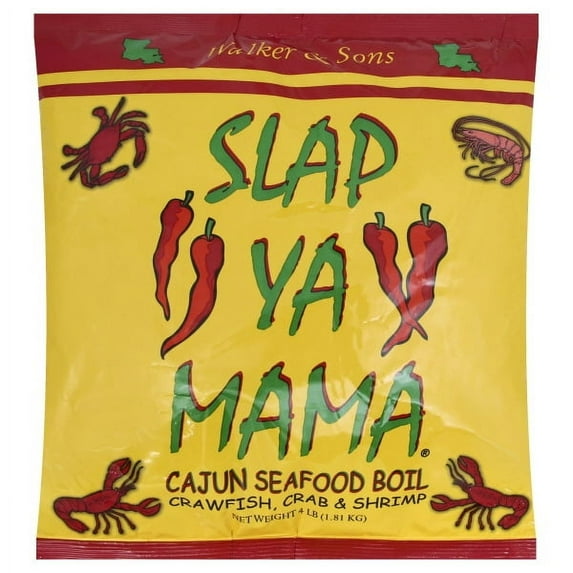 Walker & Sons
SLAP
YA
MAMA®
CAJUN SEAFOOD BOIL
CRAWFISH, CRAB & SHRIMP
NET WEIGHT 4 LB (1.81 KG)